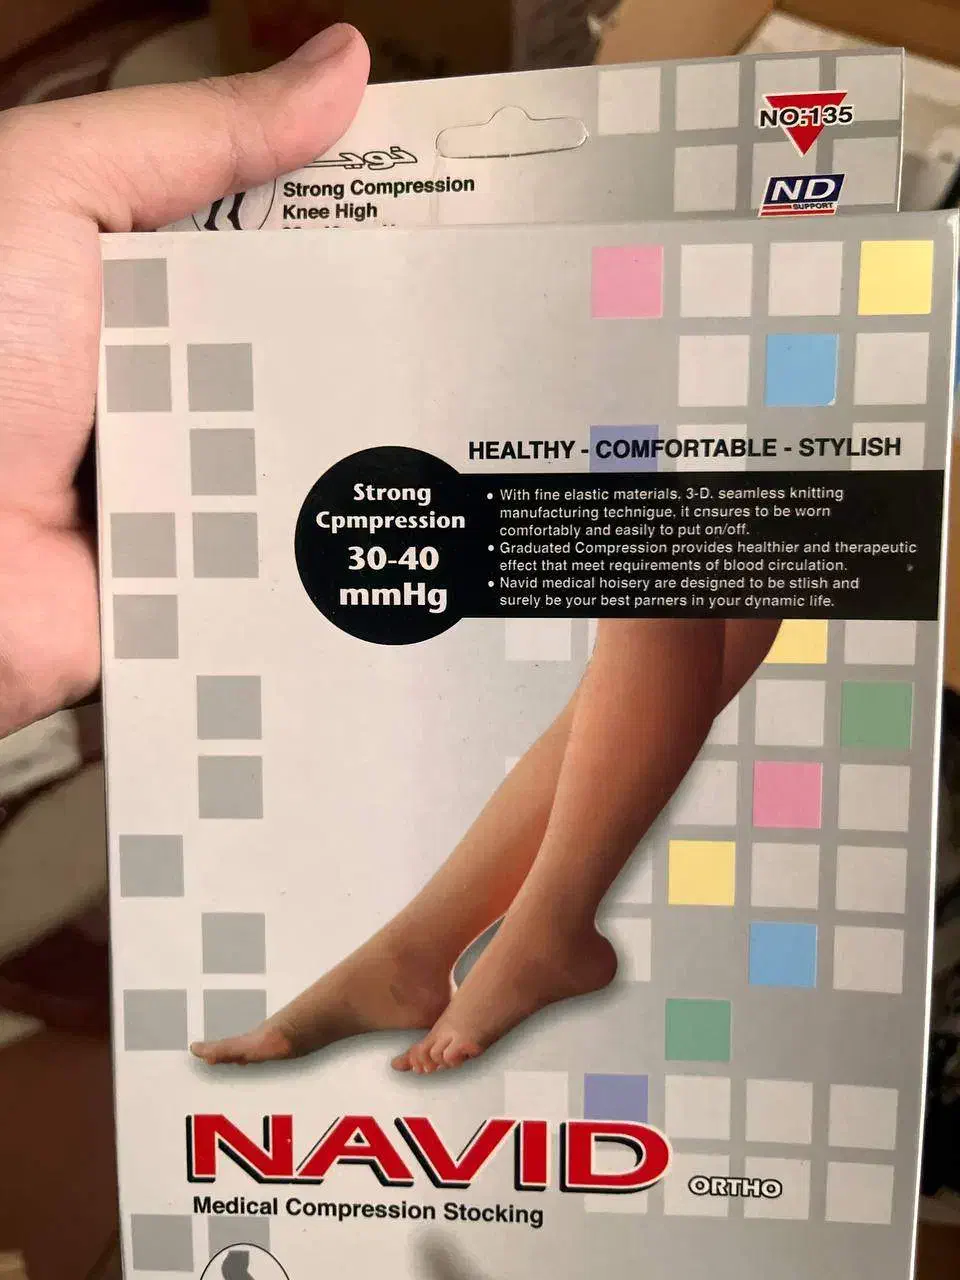 نوید
NO:135
Strong Compression
Knee High
ND
SUPPORT
HEALTHY - COMFORTABLE - STYLISH
Strong
Cpmpression
30-40
mmHg
• With fine elastic materials, 3-D. seamless knitting
manufacturing technigue, it cnsures to be worn
comfortably and easily to put on/off.
• Graduated Compression provides healthier and therapeutic
effect that meet requirements of blood circulation.
• Navid medical hoisery are designed to be stlish and
surely be your best parners in your dynamic life.
NAVID
ORTHO
Medical Compression Stocking